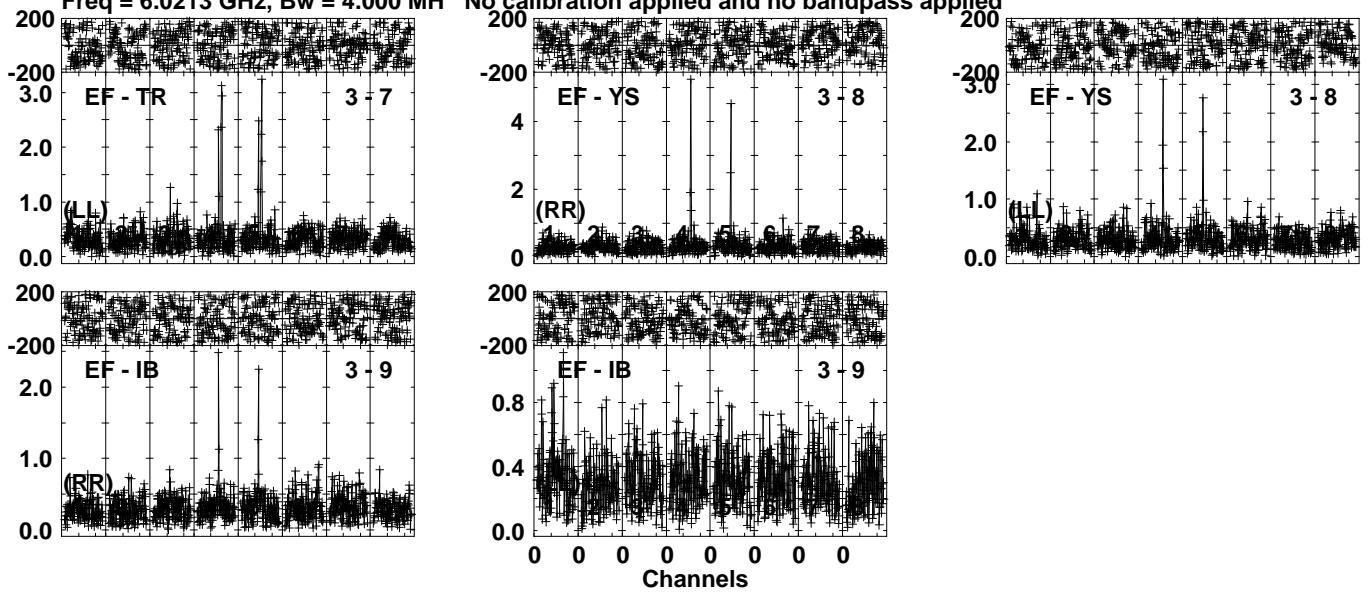 Freq = 6.0213 GHz, Bw = 4.000 MH No calibration applied and no bandpass applied
200
-200
3.0
2.0
1.0
0.0
EF - TR 3 - 7
(LL)
200
-200
4
2
0
EF - YS 3 - 8
(RR)
1 2 3 4 5 6 7 8
200
-200
3.0
2.0
1.0
0.0
EF - YS 3 - 8
(LL)
200
-200
2.0
1.0
0.0
EF - IB 3 - 9
(RR)
200
-200
0.8
0.4
0.0
EF - IB 3 - 9
0 0 0 0 0 0 0 0
Channels